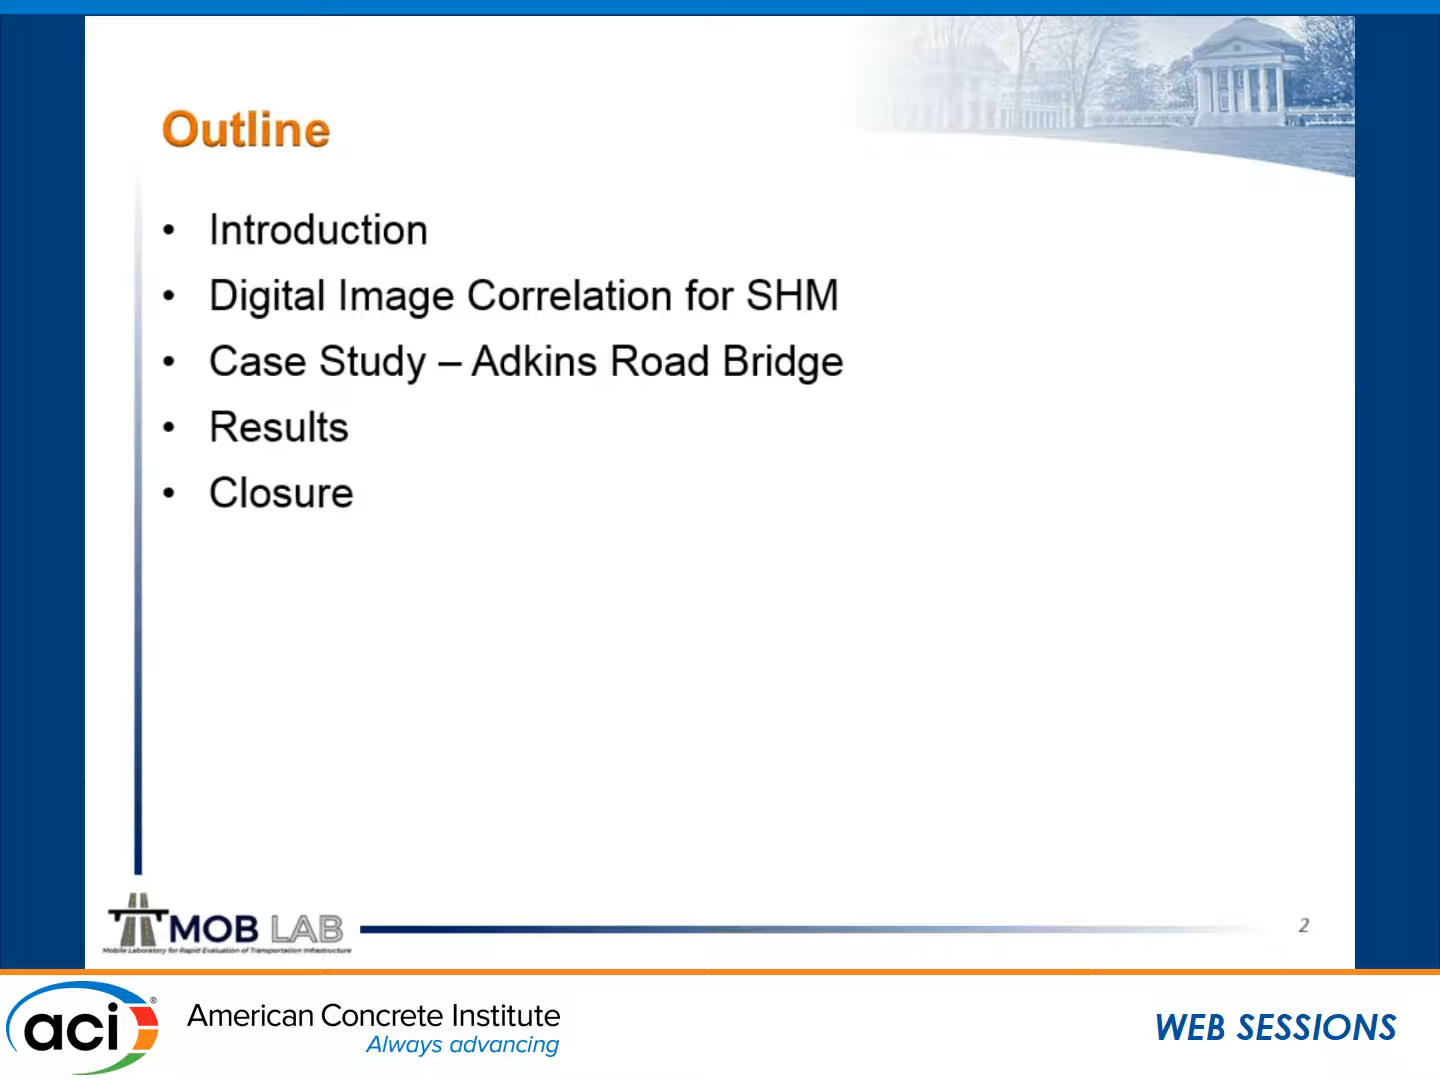 Outline
• Introduction
• Digital Image Correlation for SHM
• Case Study – Adkins Road Bridge
• Results
• Closure
MOB LAB
Mobile Laboratory for Rapid Evaluation of Transportation Infrastructure
2
aci®
American Concrete Institute
Always advancing
WEB SESSIONS